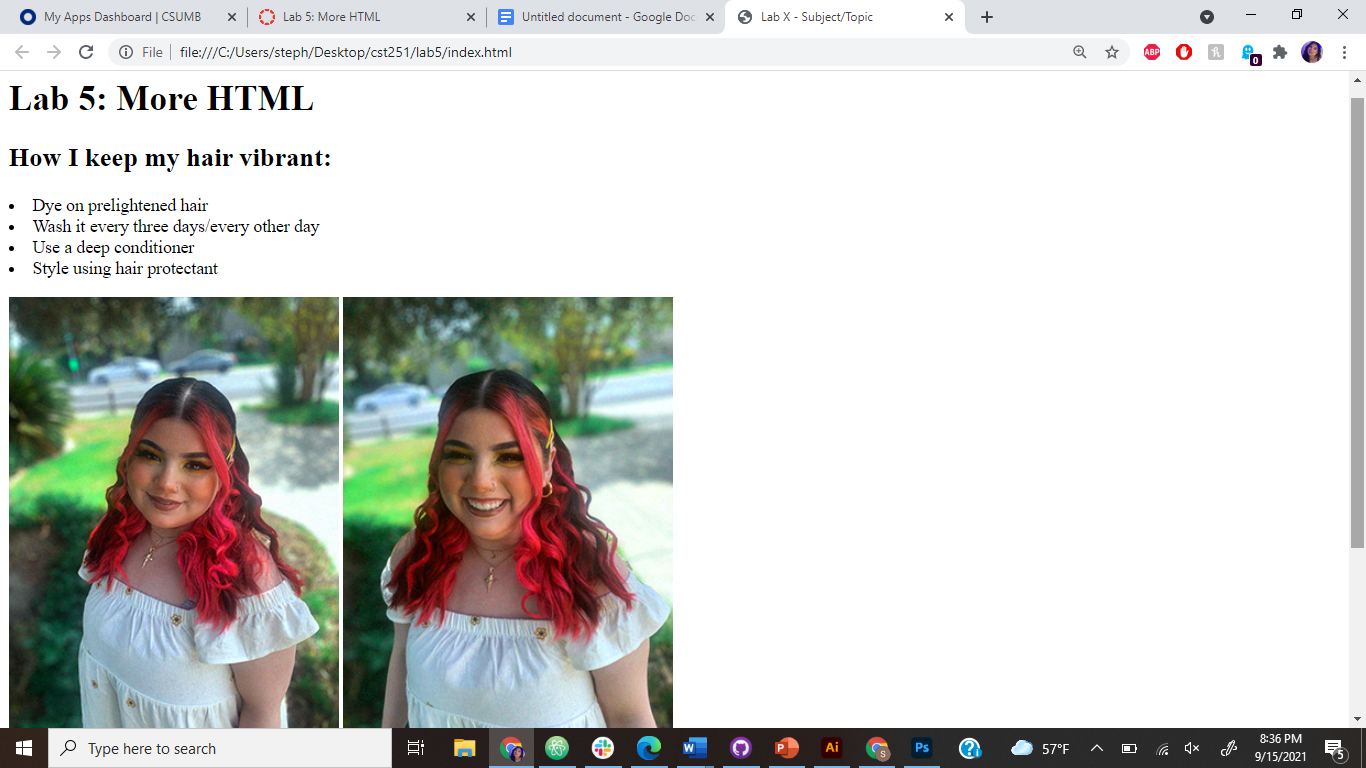 My Apps Dashboard | CSUMB
Lab 5: More HTML
Untitled document - Google Doc
Lab X - Subject/Topic
File
file:///C:/Users/steph/Desktop/cst251/lab5/index.html
ABP
0
Lab 5: More HTML
How I keep my hair vibrant:
• Dye on prelightened hair
• Wash it every three days/every other day
• Use a deep conditioner
• Style using hair protectant
Type here to search
W
P
Ai
S
Ps
57°F
8:36 PM
9/15/2021
5